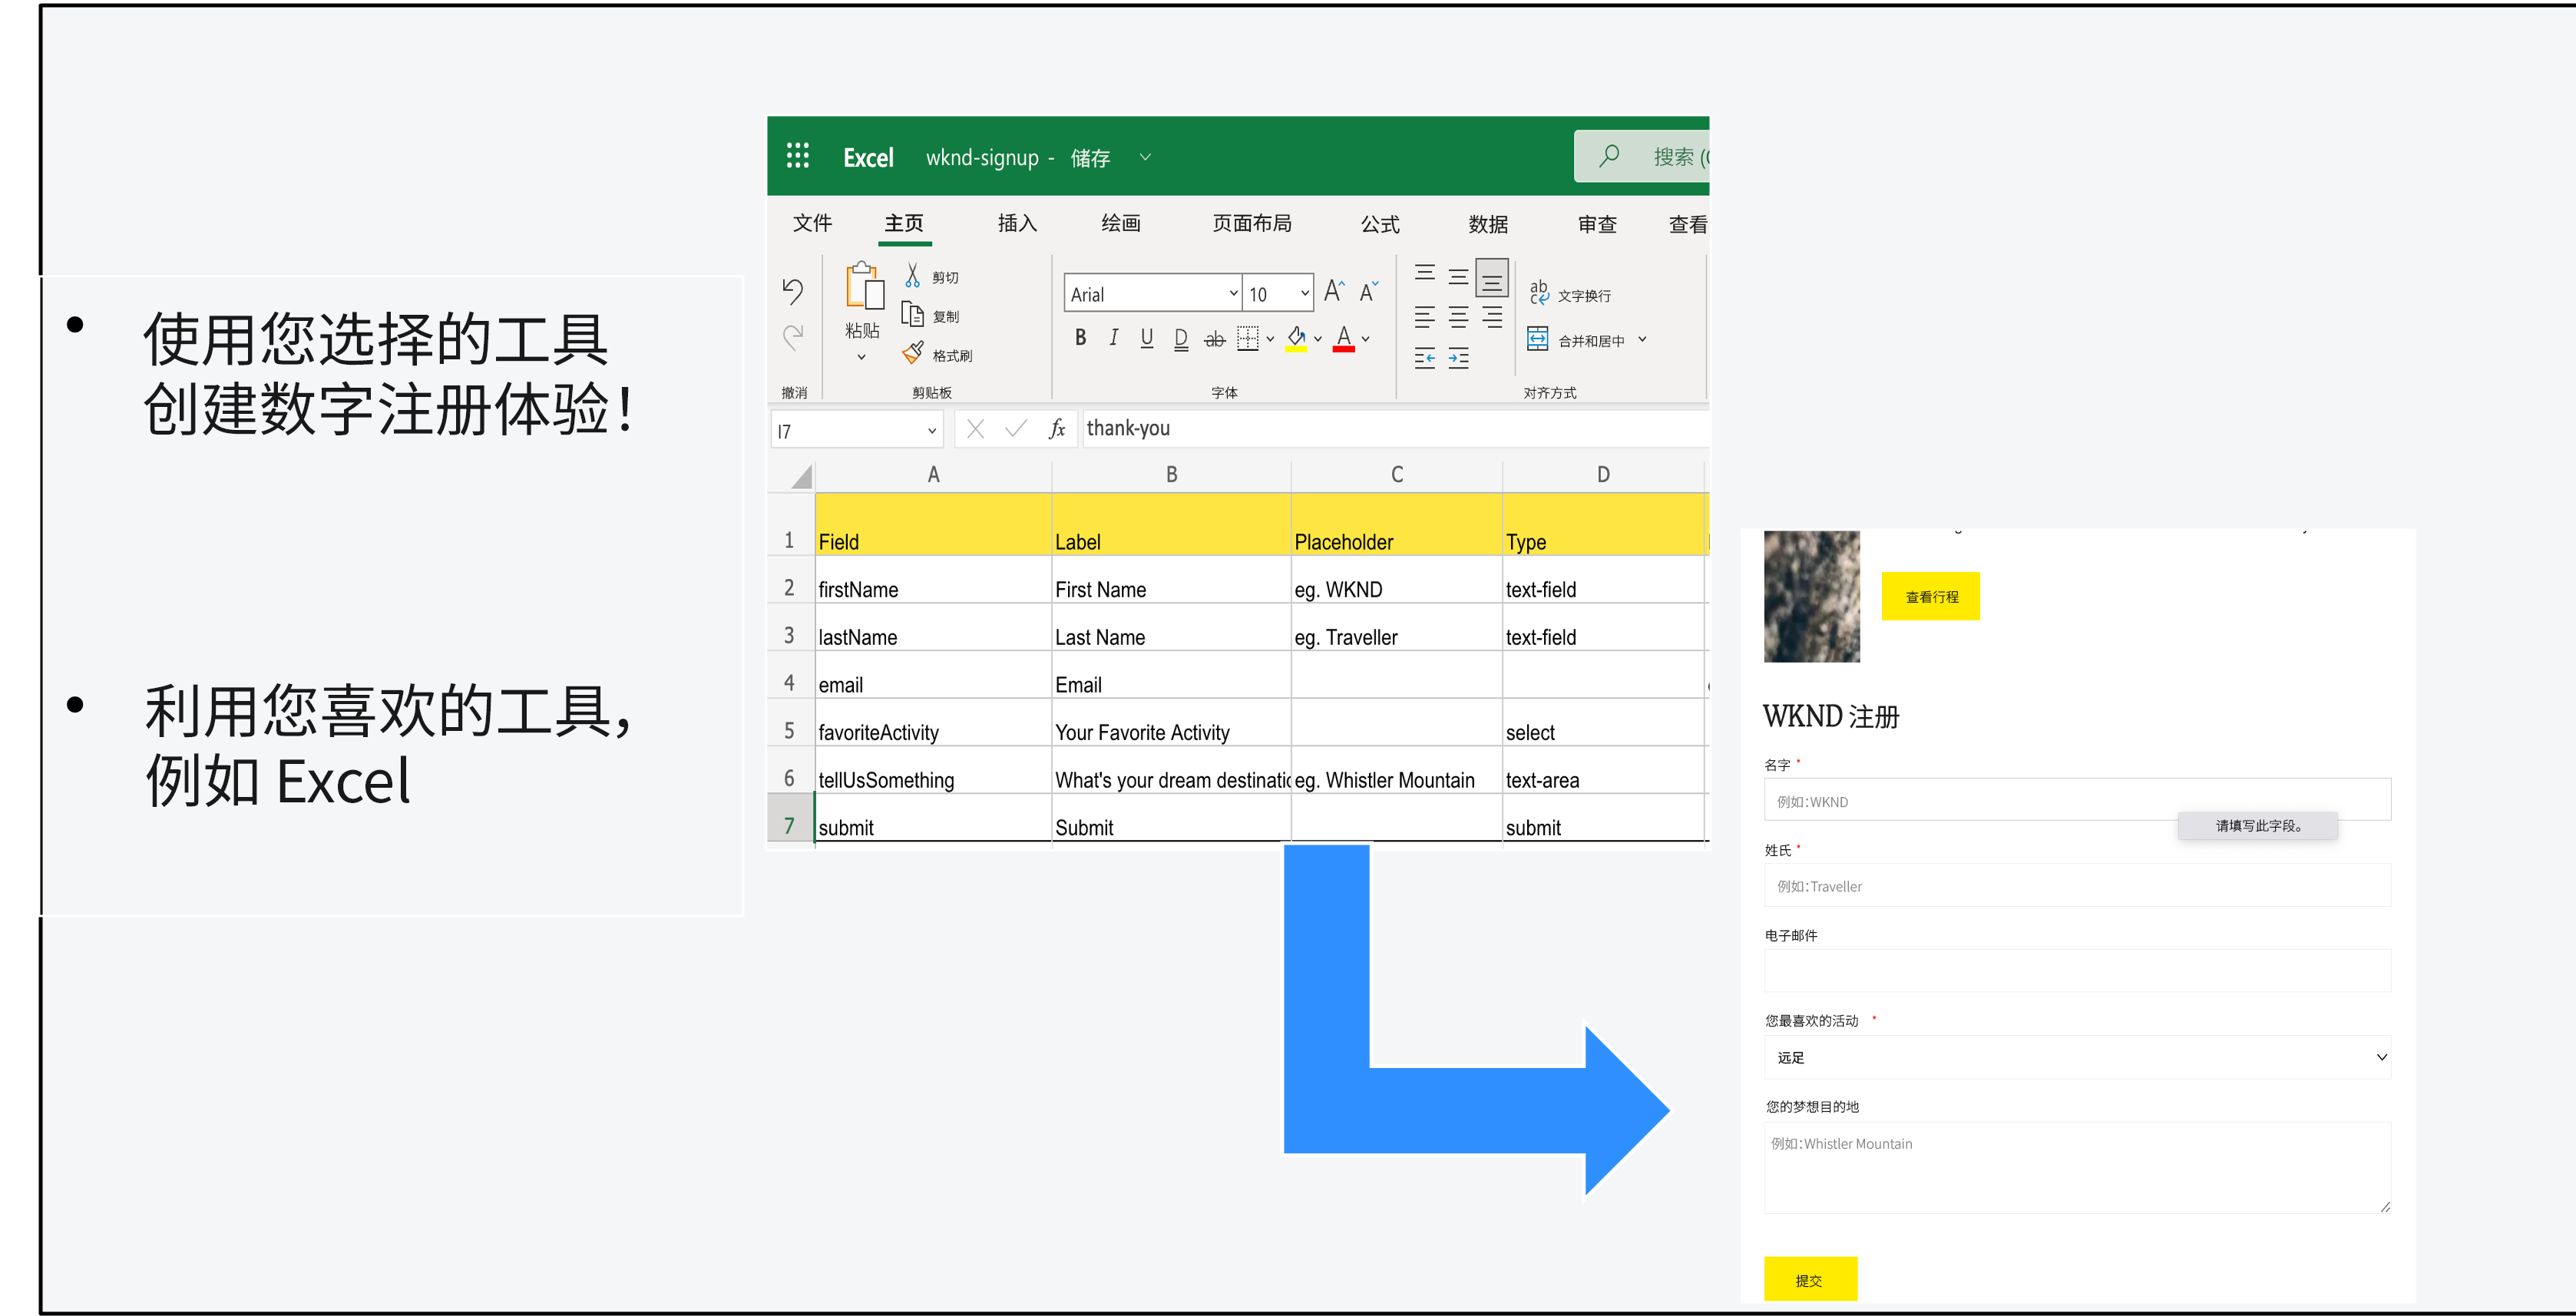 使用您选择的工具
创建数字注册体验！
利用您喜欢的工具，
例如 Excel
Excel wknd-signup - 储存
搜索 (
文件 主页 插入 绘画 页面布局 公式 数据 审查 查看
剪切
复制
粘贴
格式刷
Arial 10
文字换行
合并和居中
撤消 剪贴板 字体 对齐方式
I7 fx thank-you
A B C D
1 Field Label Placeholder Type
2 firstName First Name eg. WKND text-field
3 lastName Last Name eg. Traveller text-field
4 email Email
5 favoriteActivity Your Favorite Activity select
6 tellUsSomething What's your dream destinatic eg. Whistler Mountain text-area
7 submit Submit submit
查看行程
WKND 注册
名字 *
例如：WKND
请填写此字段。
姓氏 *
例如：Traveller
电子邮件
您最喜欢的活动 *
远足
您的梦想目的地
例如：Whistler Mountain
提交